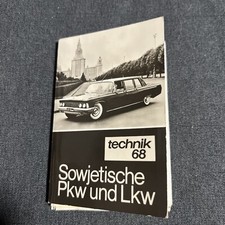 technik
68
Sowjetische
Pkw und Lkw